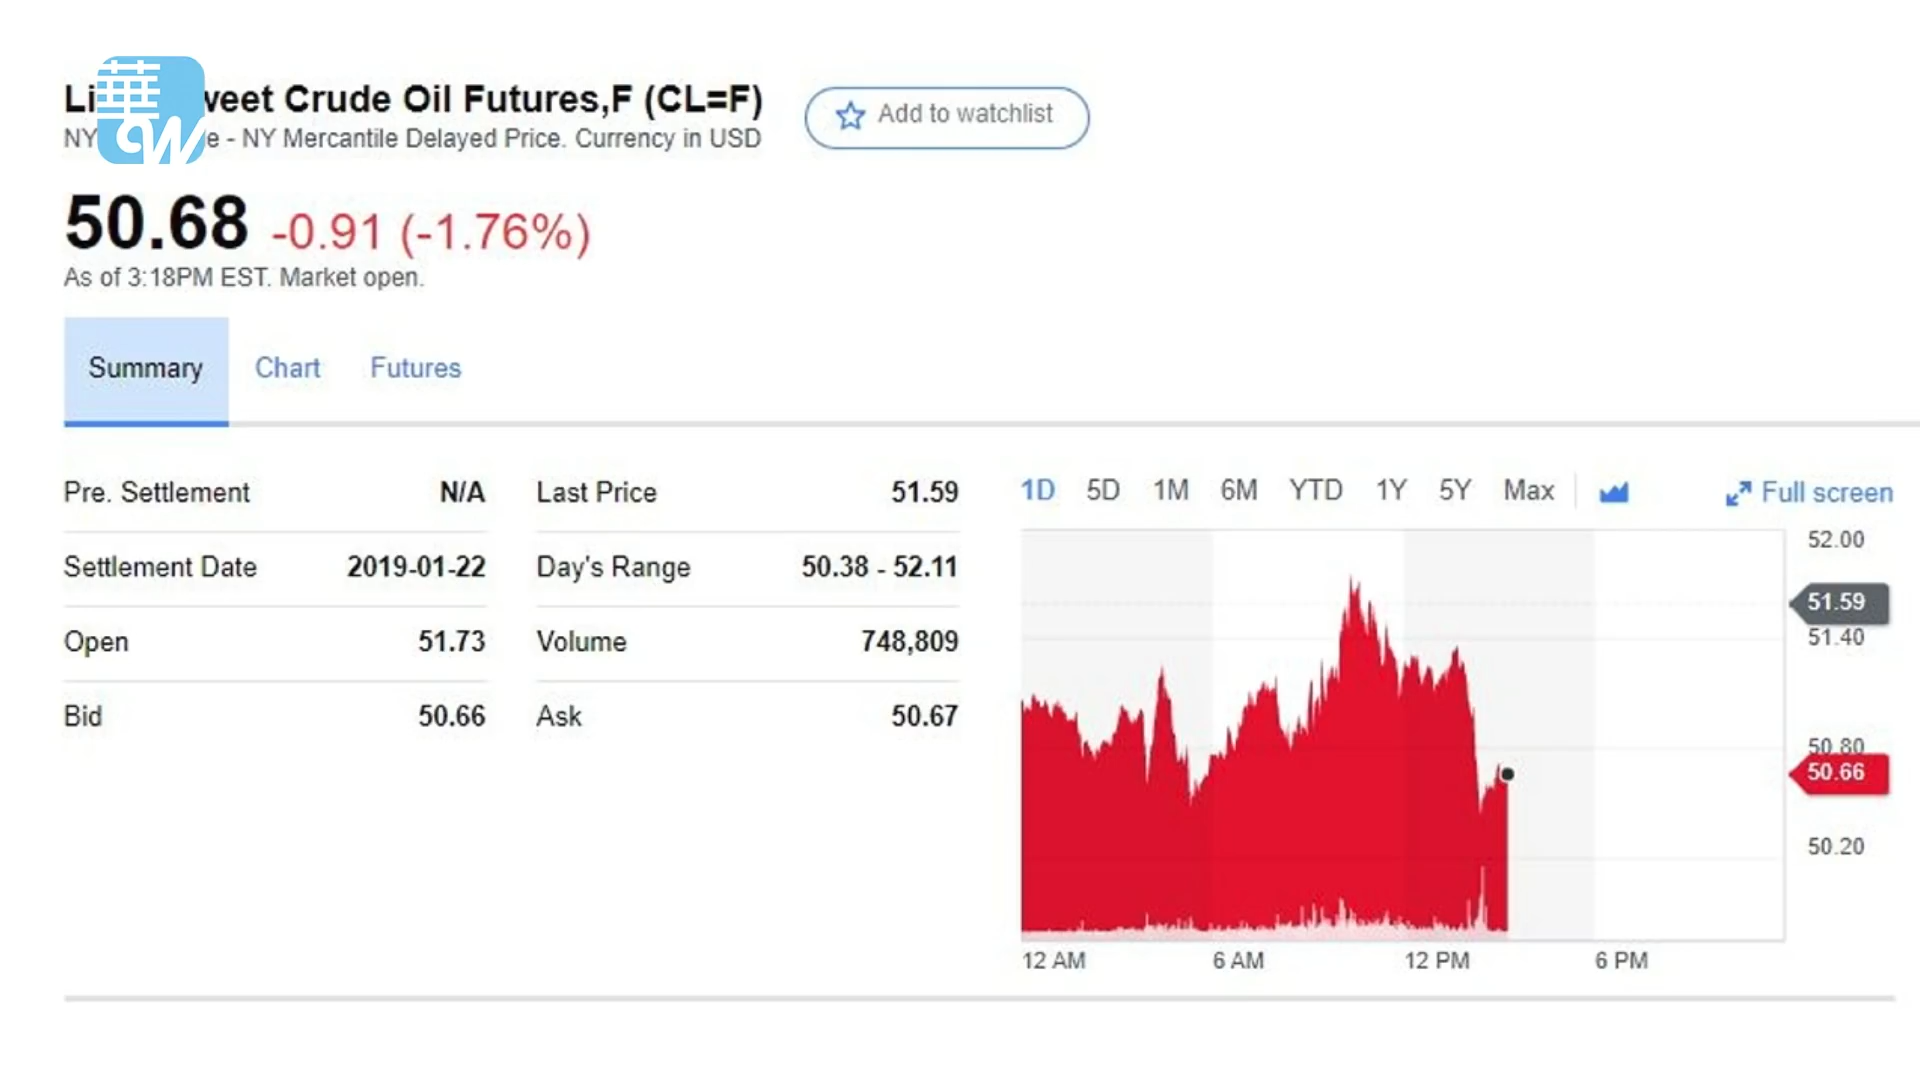 華
CW
Crude Oil Futures,F (CL=F)
Add to watchlist
- NY Mercantile Delayed Price. Currency in USD
50.68 -0.91 (-1.76%)
As of 3:18PM EST. Market open.
Summary Chart Futures
Pre. Settlement N/A Last Price 51.59
Settlement Date 2019-01-22 Day's Range 50.38 - 52.11
Open 51.73 Volume 748,809
Bid 50.66 Ask 50.67
1D 5D 1M 6M YTD 1Y 5Y Max Full screen
52.00
51.59
51.40
50.80
50.66
50.20
12 AM 6 AM 12 PM 6 PM